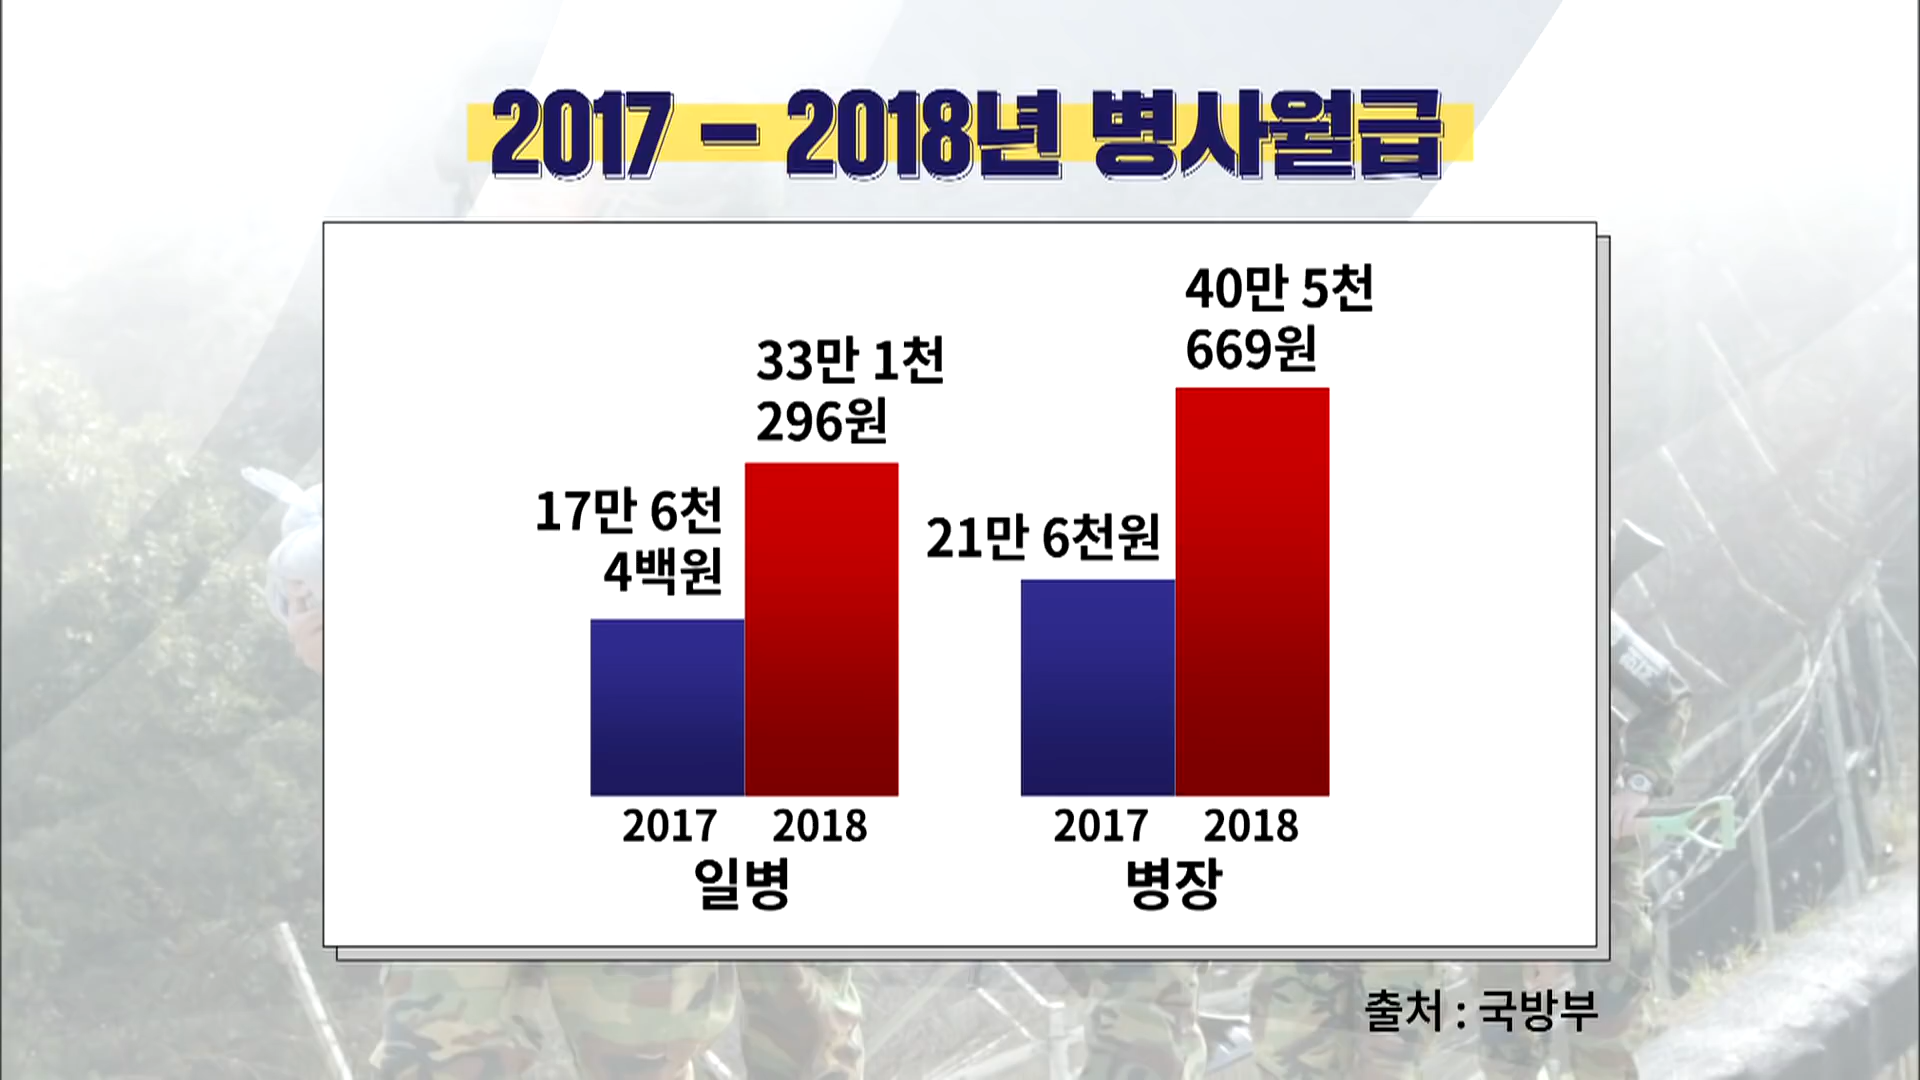 2017 - 2018년 병사월급
40만 5천
669원
33만 1천
296원
17만 6천
4백원
21만 6천원
2017 2018 2017 2018
일병 병장
출처 : 국방부